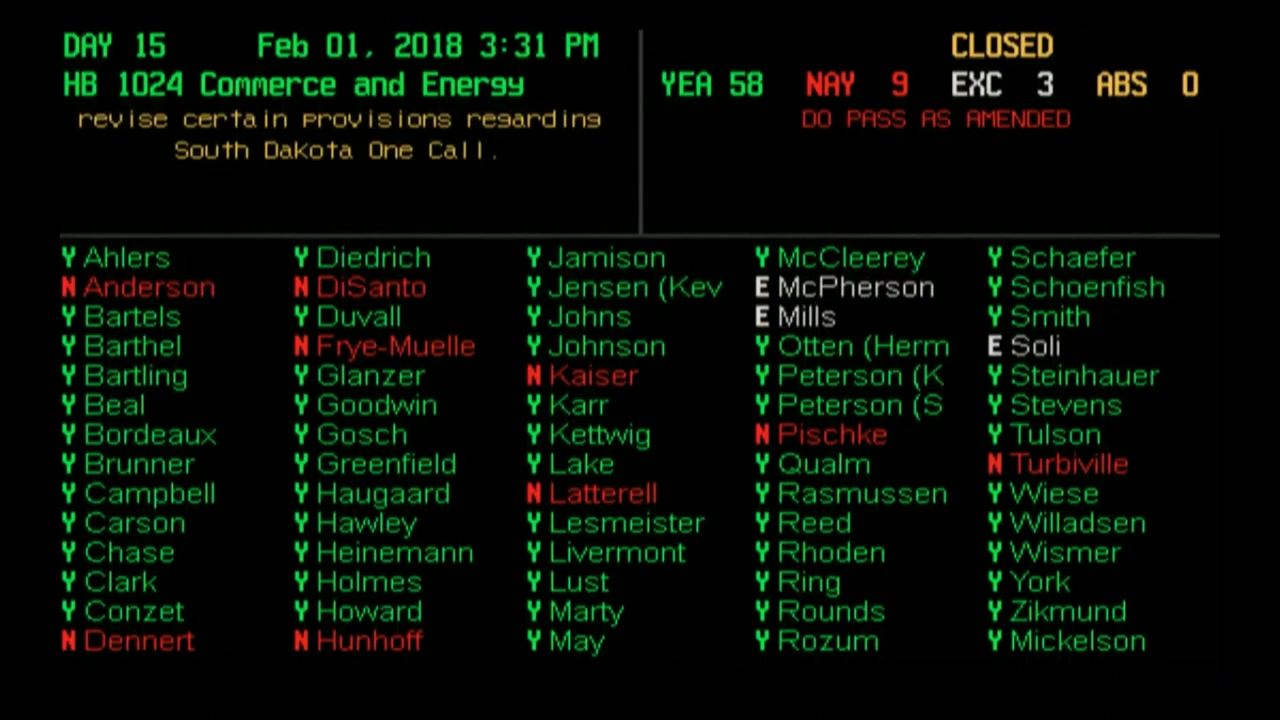 DAY 15 Feb 01, 2018 3:31 PM
HB 1024 Commerce and Energy
revise certain provisions regarding
South Dakota One Call.
CLOSED
YEA 58 NAY 9 EXC 3 ABS 0
DO PASS AS AMENDED
Y Ahlers Y Diedrich Y Jamison Y McCleerey Y Schaefer
N Anderson N DiSanto Y Jensen (Kev E McPherson Y Schoenfish
Y Bartels Y Duvall Y Johns E Mills Y Smith
Y Barthel N Frye-Muelle Y Johnson Y Otten (Herm E Soli
Y Bartling Y Glanzer N Kaiser Y Peterson (K Y Steinhauer
Y Beal Y Goodwin Y Karr Y Peterson (S Y Stevens
Y Bordeaux Y Gosch Y Kettwig N Pischke Y Tulson
Y Brunner Y Greenfield Y Lake Y Qualm N Turbiville
Y Campbell Y Haugaard N Latterell Y Rasmussen Y Wiese
Y Carson Y Hawley Y Lesmeister Y Reed Y Willadsen
Y Chase Y Heinemann Y Livermont Y Rhoden Y Wismer
Y Clark Y Holmes Y Lust Y Ring Y York
Y Conzet Y Howard Y Marty Y Rounds Y Zikmund
N Dennert N Hunhoff Y May Y Rozum Y Mickelson